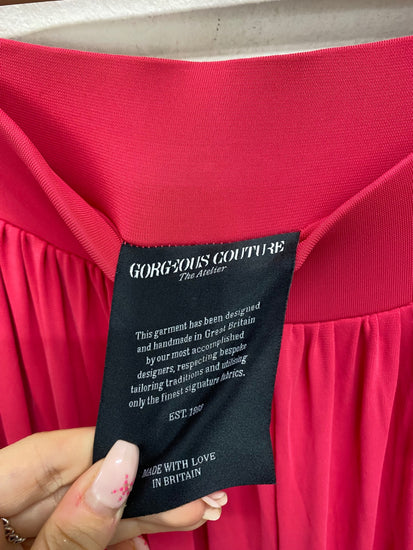 GORGEOUS COUTURE
The Atelier
This garment has been designed
and handmade in Great Britain
by our most accomplished
designers, respecting bespoke
tailoring traditions and utilising
only the finest signature fabrics.
EST.
MADE WITH LOVE
IN BRITAIN